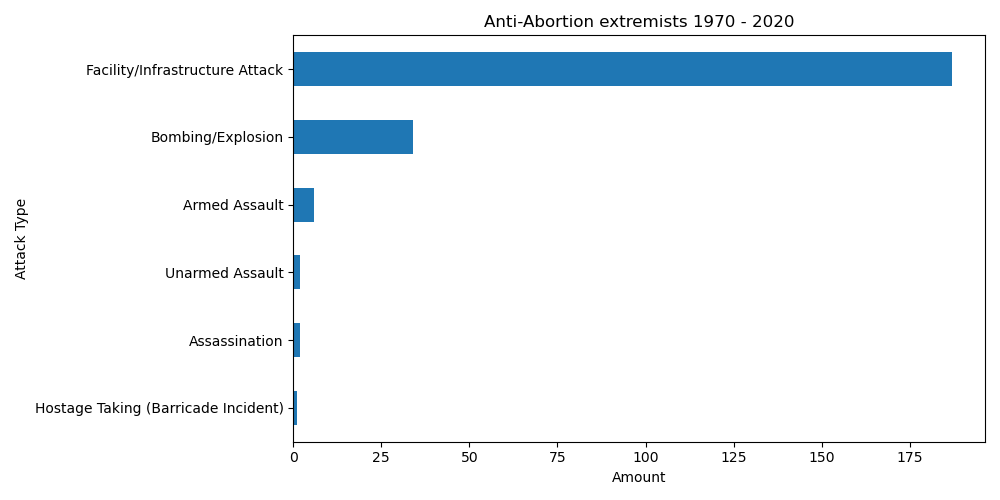 Anti-Abortion extremists 1970 - 2020
Attack Type
Facility/Infrastructure Attack
Bombing/Explosion
Armed Assault
Unarmed Assault
Assassination
Hostage Taking (Barricade Incident)
0 25 50 75 100 125 150 175
Amount